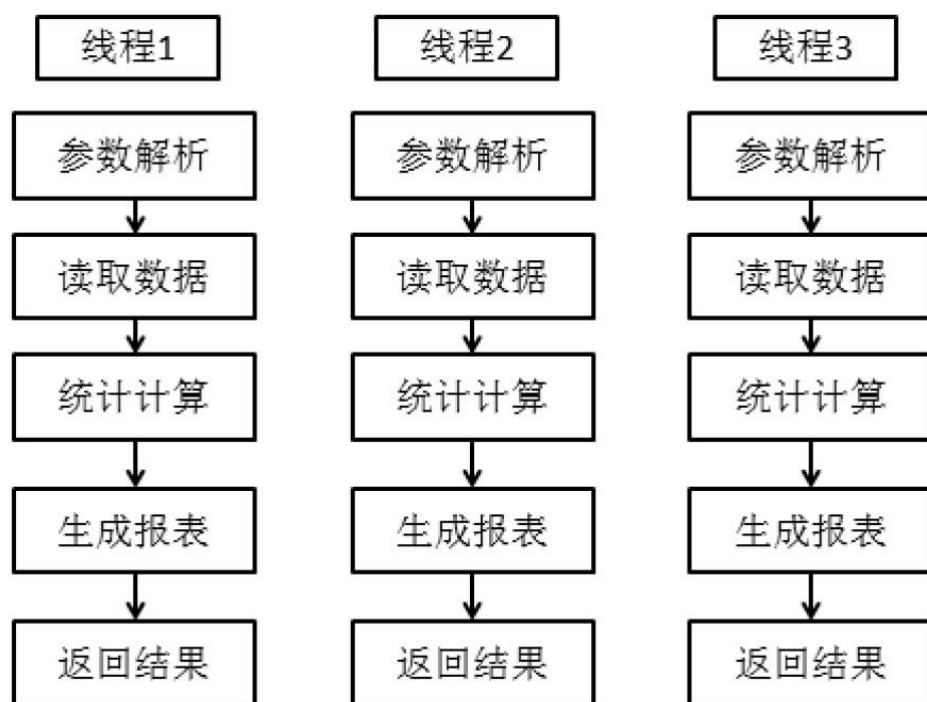 线程1
线程2
线程3
参数解析
参数解析
参数解析
读取数据
读取数据
读取数据
统计计算
统计计算
统计计算
生成报表
生成报表
生成报表
返回结果
返回结果
返回结果